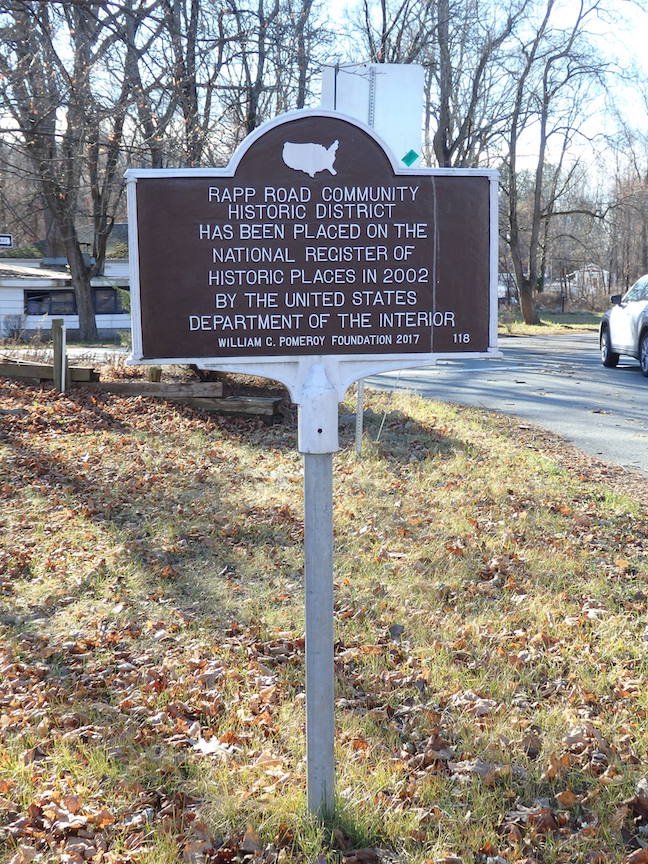 RAPP ROAD COMMUNITY
HISTORIC DISTRICT
HAS BEEN PLACED ON THE
NATIONAL REGISTER OF
HISTORIC PLACES IN 2002
BY THE UNITED STATES
DEPARTMENT OF THE INTERIOR
WILLIAM C. POMEROY FOUNDATION 2017 118